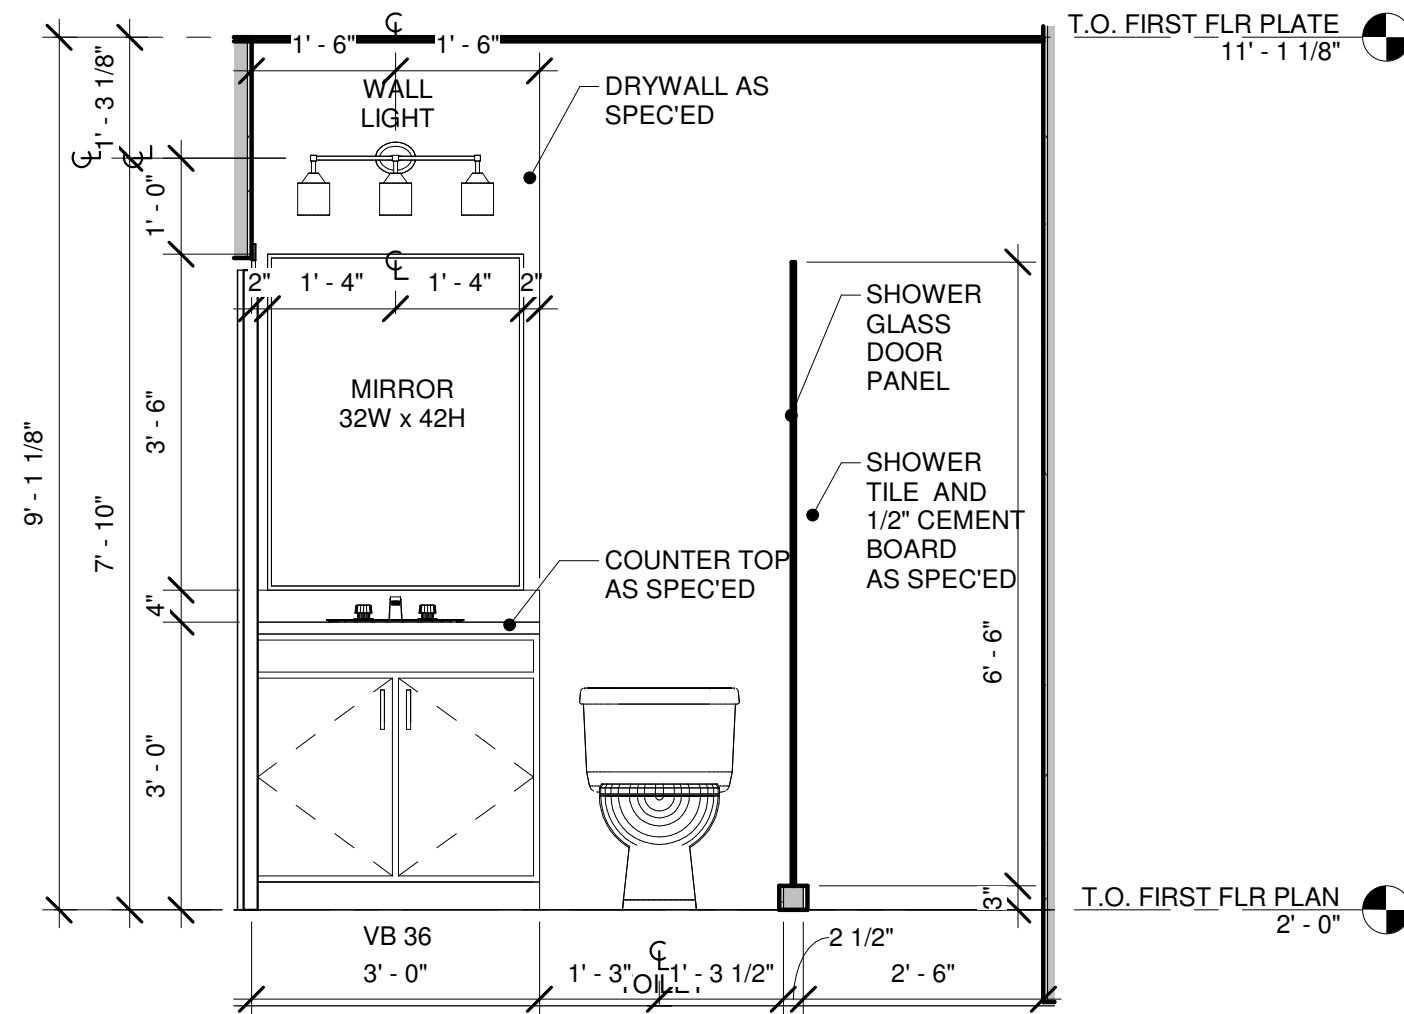 T.O. FIRST FLR PLATE
11' - 1 1/8"
1' - 6"
1' - 6"
WALL
LIGHT
DRYWALL AS
SPEC'ED
1' - 3 1/8"
1' - 0"
2"
1' - 4"
1' - 4"
2"
SHOWER
GLASS
DOOR
PANEL
MIRROR
32W x 42H
3' - 6"
9' - 1 1/8"
7' - 10"
SHOWER
TILE AND
1/2" CEMENT
BOARD
AS SPEC'ED
COUNTER TOP
AS SPEC'ED
4"
6' - 6"
3' - 0"
3"
T.O. FIRST FLR PLAN
2' - 0"
VB 36
3' - 0"
1' - 3"
TOILET
1' - 3 1/2"
2 1/2"
2' - 6"